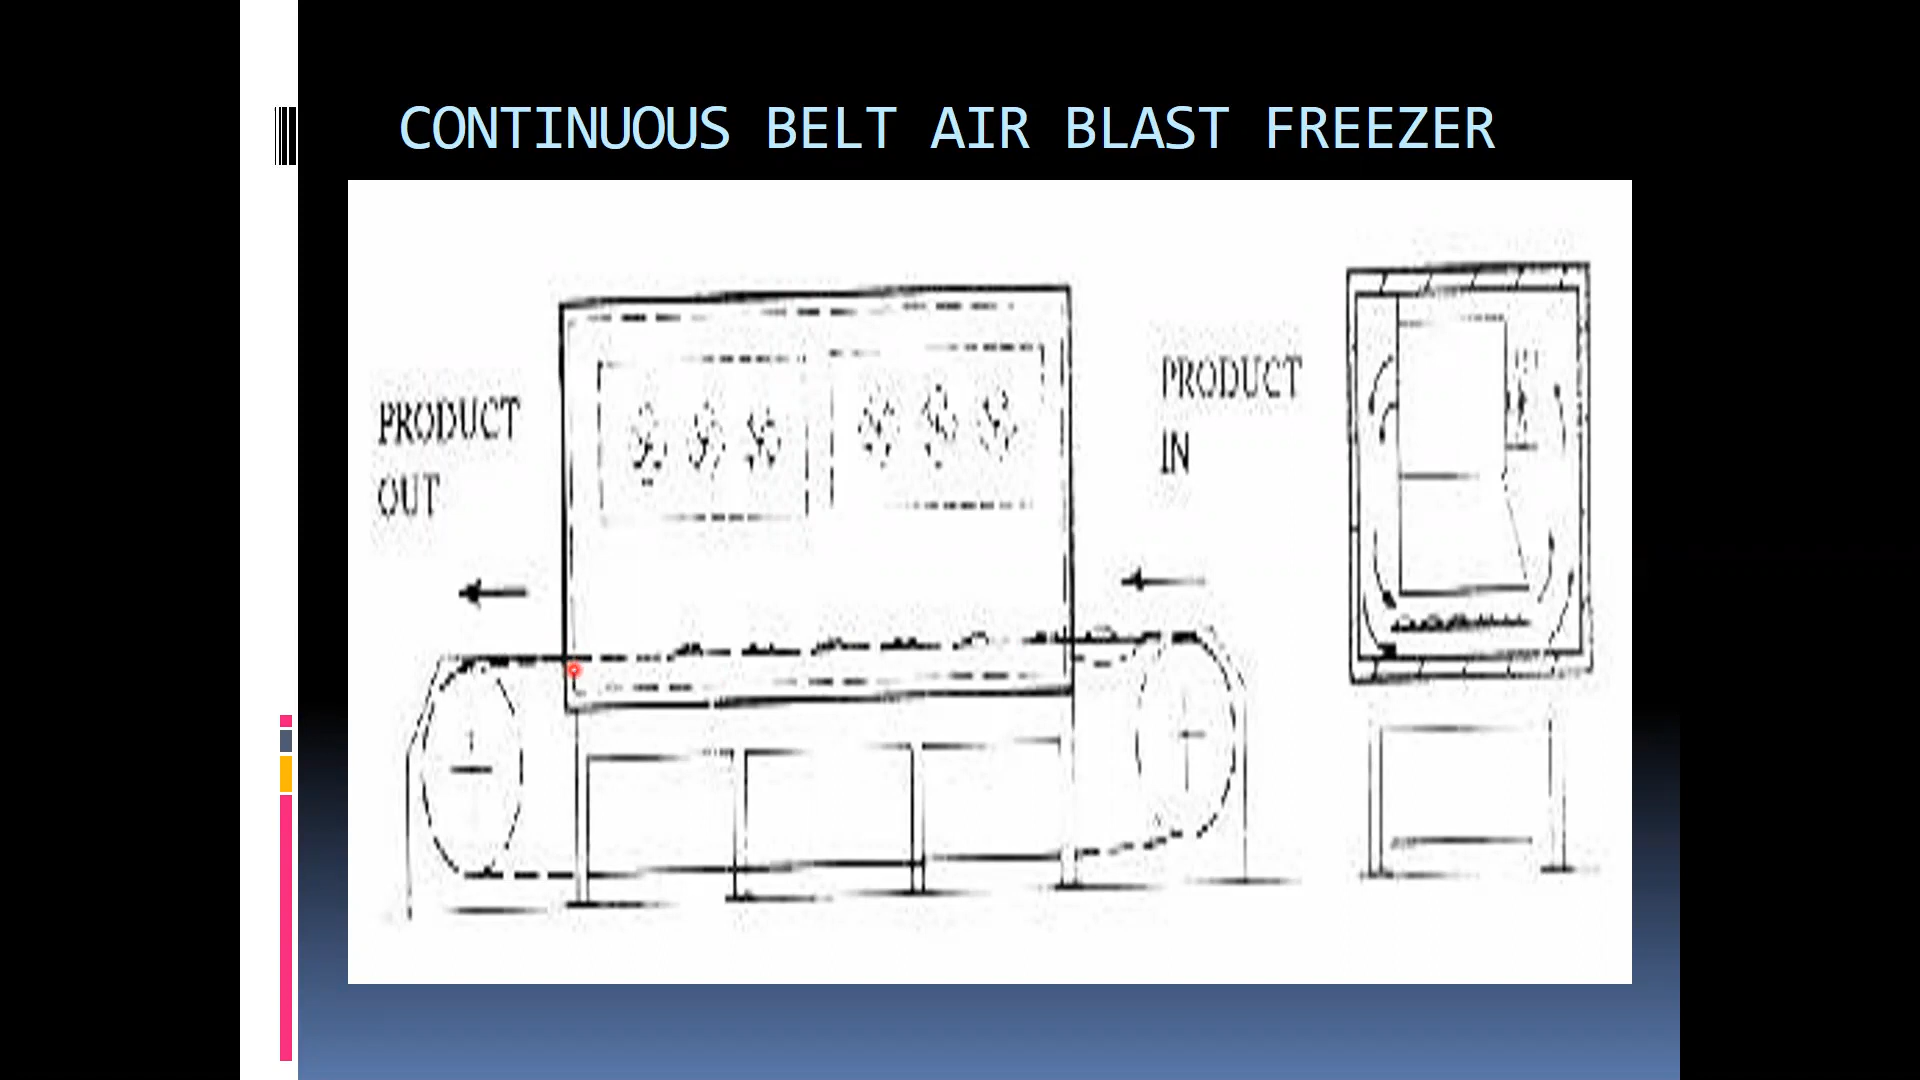 CONTINUOUS BELT AIR BLAST FREEZER
PRODUCT
OUT
PRODUCT
IN